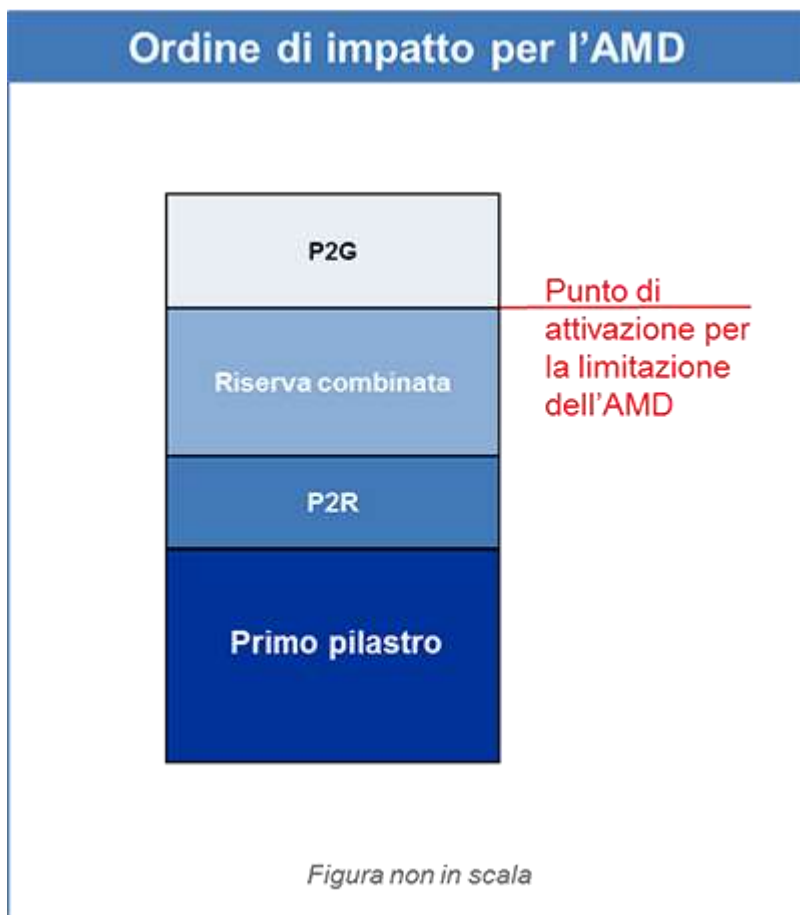 Ordine di impatto per l’AMD
P2G
Punto di
attivazione per
la limitazione
dell’AMD
Riserva combinata
P2R
Primo pilastro
Figura non in scala